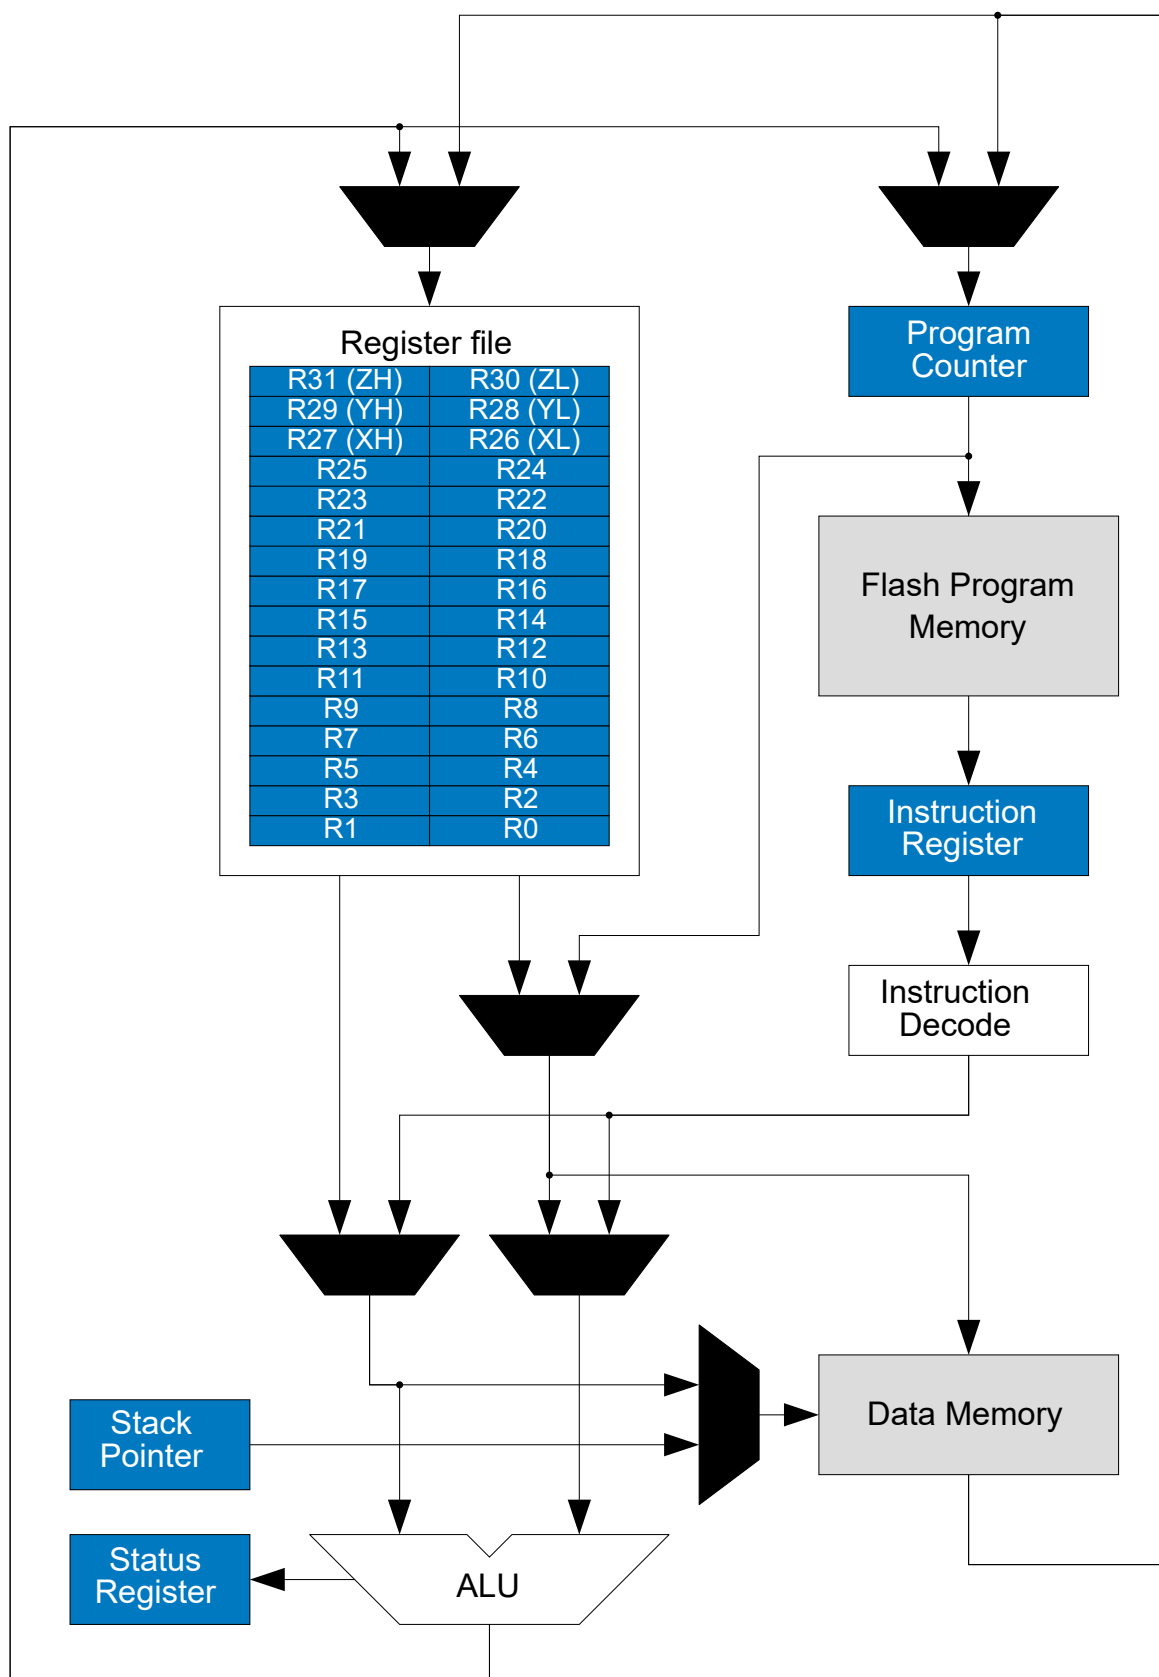 Register file
R31 (ZH) R30 (ZL)
R29 (YH) R28 (YL)
R27 (XH) R26 (XL)
R25 R24
R23 R22
R21 R20
R19 R18
R17 R16
R15 R14
R13 R12
R11 R10
R9 R8
R7 R6
R5 R4
R3 R2
R1 R0
Program
Counter
Flash Program
Memory
Instruction
Register
Instruction
Decode
Stack
Pointer
Data Memory
Status
Register
ALU